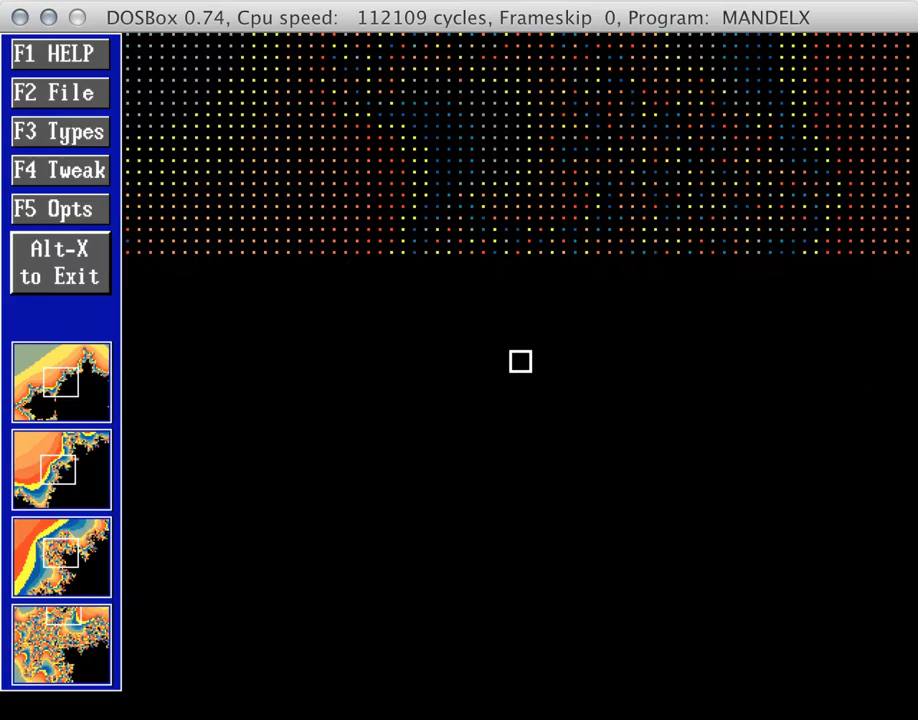 DOSBox 0.74, Cpu speed: 112109 cycles, Frameskip 0, Program: MANDELX
F1 HELP
F2 File
F3 Types
F4 Tweak
F5 Opts
Alt-X
to Exit